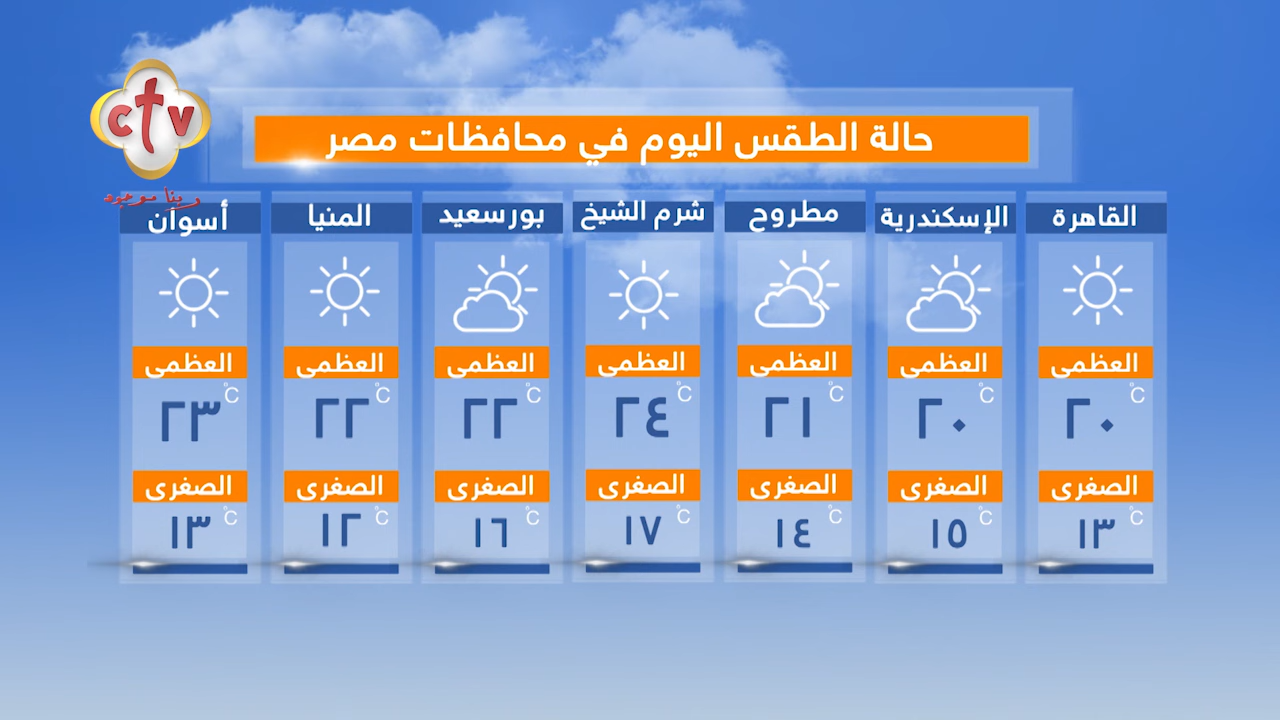 ctv
ربنا موجود
حالة الطقس اليوم في محافظات مصر
القاهرة
العظمى
٢٠ °C
الصغرى
١٣ °C
الإسكندرية
العظمى
٢٠ °C
الصغرى
١٥ °C
مطروح
العظمى
٢١ °C
الصغرى
١٤ °C
شرم الشيخ
العظمى
٢٤ °C
الصغرى
١٧ °C
بورسعيد
العظمى
٢٢ °C
الصغرى
١٦ °C
المنيا
العظمى
٢٢ °C
الصغرى
١٢ °C
أسوان
العظمى
٢٣ °C
الصغرى
١٣ °C